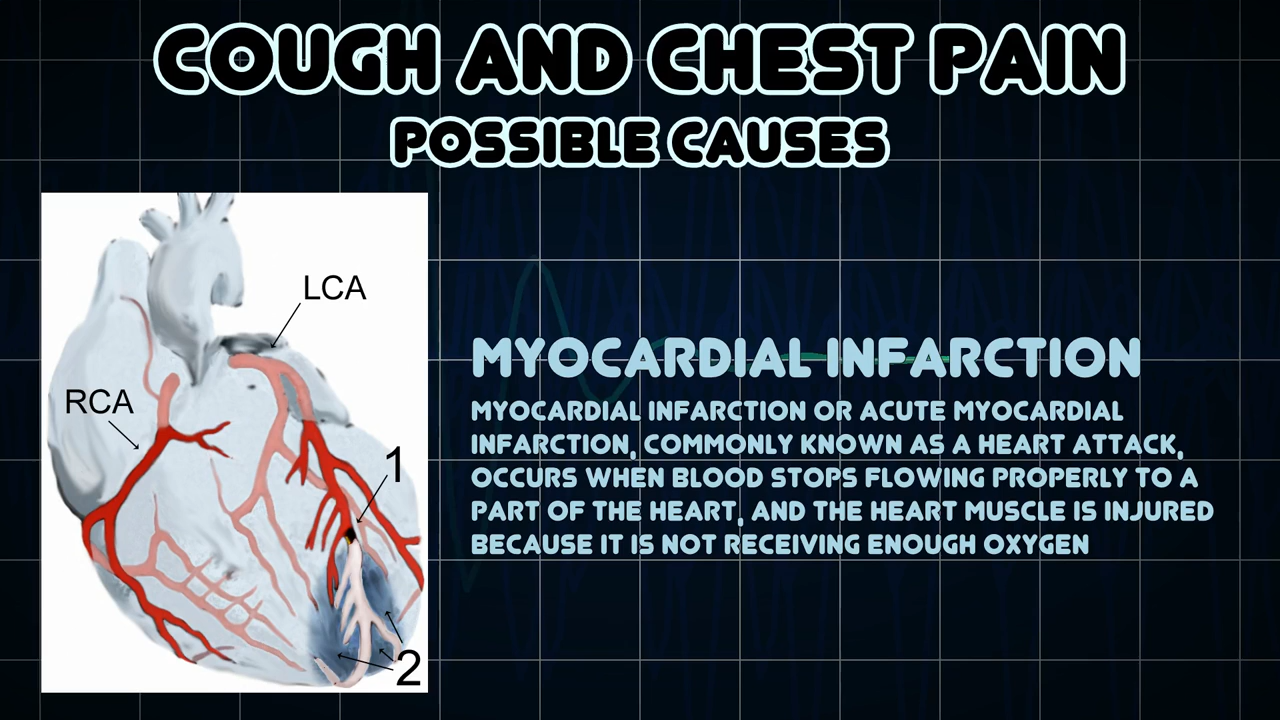 COUGH AND CHEST PAIN
POSSIBLE CAUSES
LCA
RCA
1
2
MYOCARDIAL INFARCTION
MYOCARDIAL INFARCTION OR ACUTE MYOCARDIAL
INFARCTION, COMMONLY KNOWN AS A HEART ATTACK,
OCCURS WHEN BLOOD STOPS FLOWING PROPERLY TO A
PART OF THE HEART, AND THE HEART MUSCLE IS INJURED
BECAUSE IT IS NOT RECEIVING ENOUGH OXYGEN